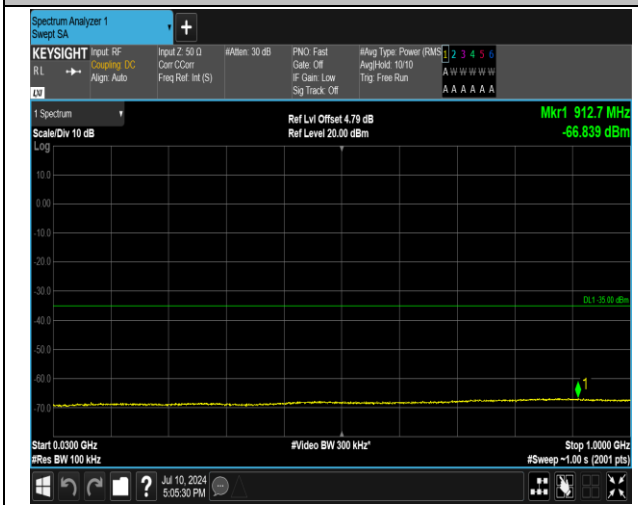 Spectrum Analyzer 1
Swept SA
+
KEYSIGHT Input: RF Input Z: 50 Ω #Atten: 30 dB PNO: Fast #Avg Type: Power (RMS 1 2 3 4 5 6
RL Coupling: DC Corr CCorr Gate: Off Avg|Hold: 10/10 A W W W W W
Align: Auto Freq Ref: Int (S) IF Gain: Low Trig: Free Run
LXI Sig Track: Off A A A A A A
1 Spectrum Ref Lvl Offset 4.79 dB Mkr1 912.7 MHz
Scale/Div 10 dB Ref Level 20.00 dBm -66.839 dBm
Log
10.0
0.00
-10.0
-20.0
-30.0
DL1 -35.00 dBm
-40.0
-50.0
-60.0
1
-70.0
Start 0.0300 GHz #Video BW 300 kHz* Stop 1.0000 GHz
#Res BW 100 kHz #Sweep ~1.00 s (2001 pts)
? Jul 10, 2024
5:05:30 PM